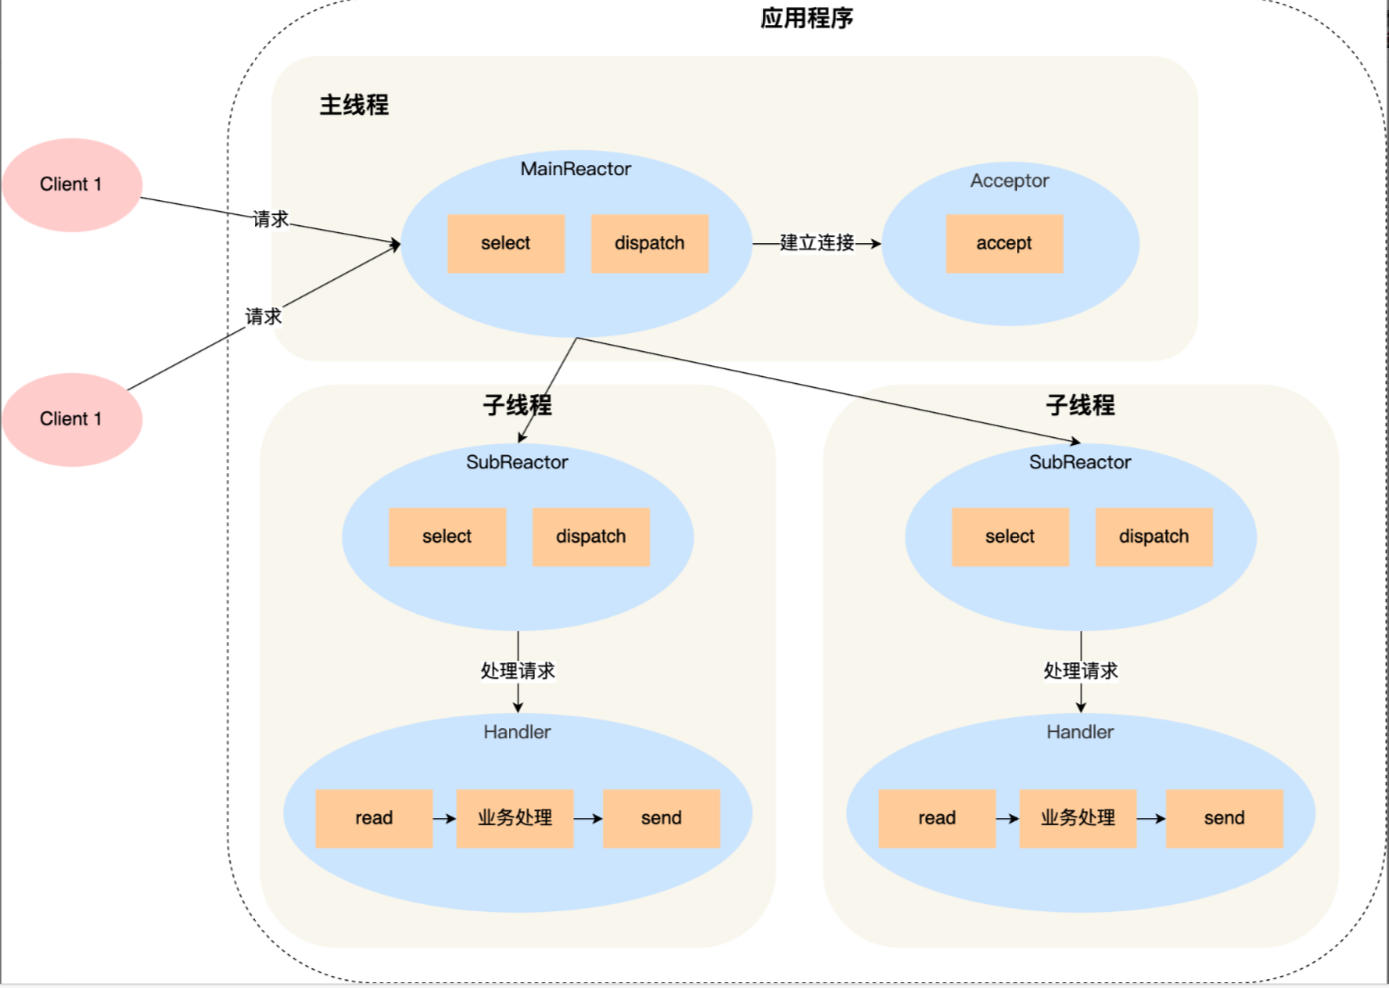 应用程序
主线程
MainReactor
Acceptor
Client 1
请求
select
dispatch
建立连接
accept
请求
Client 1
子线程
子线程
SubReactor
SubReactor
select
dispatch
select
dispatch
处理请求
处理请求
Handler
Handler
read
业务处理
send
read
业务处理
send